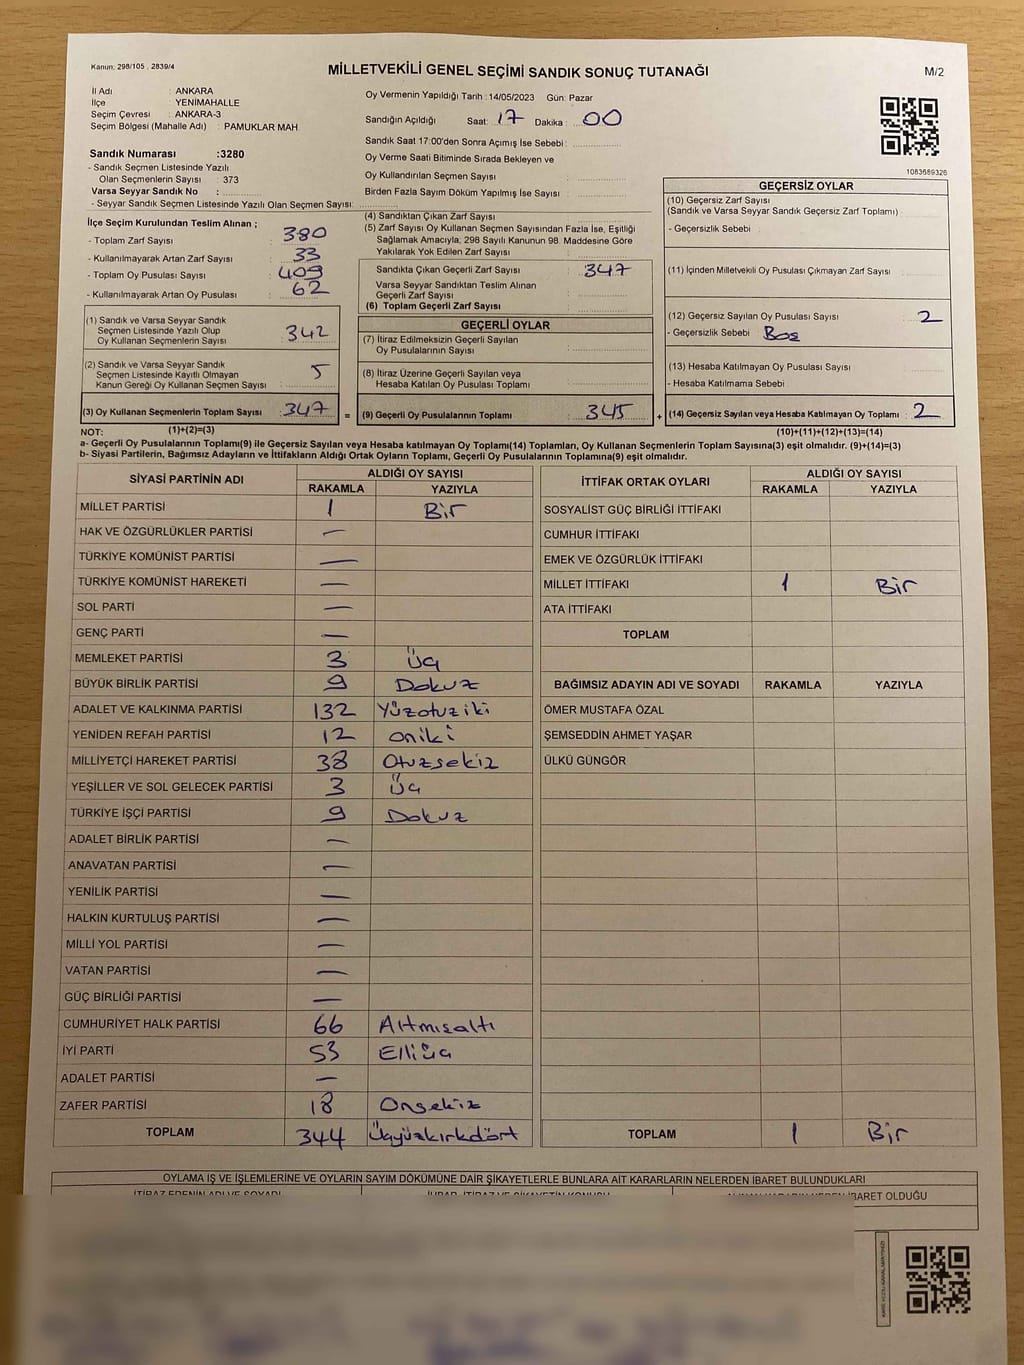 Kanun: 298/105 , 2839/4
MİLLETVEKİLİ GENEL SEÇİMİ SANDIK SONUÇ TUTANAĞI
M/2
İl Adı : ANKARA
İlçe : YENİMAHALLE
Seçim Çevresi : ANKARA-3
Seçim Bölgesi (Mahalle Adı) : PAMUKLAR MAH.
Oy Vermenin Yapıldığı Tarih : 14/05/2023 Gün: Pazar
Sandığın Açıldığı Saat: 17 Dakika : 00
Sandık Saat 17:00'den Sonra Açımış İse Sebebi :
Oy Verme Saati Bitiminde Sırada Bekleyen ve
Oy Kullandırılan Seçmen Sayısı :
Birden Fazla Sayım Döküm Yapılmış İse Sayısı :
1083689326
Sandık Numarası :3280
- Sandık Seçmen Listesinde Yazılı
Olan Seçmenlerin Sayısı : 373
Varsa Seyyar Sandık No :
- Seyyar Sandık Seçmen Listesinde Yazılı Olan Seçmen Sayısı:
İlçe Seçim Kurulundan Teslim Alınan ;
- Toplam Zarf Sayısı : 380
- Kullanılmayarak Artan Zarf Sayısı : 33
- Toplam Oy Pusulası Sayısı : 409
- Kullanılmayarak Artan Oy Pusulası : 62
(1) Sandık ve Varsa Seyyar Sandık
Seçmen Listesinde Yazılı Olup
Oy Kullanan Seçmenlerin Sayısı : 342
(2) Sandık ve Varsa Seyyar Sandık
Seçmen Listesinde Kayıtlı Olmayan
Kanun Gereği Oy Kullanan Seçmen Sayısı : 5
(3) Oy Kullanan Seçmenlerin Toplam Sayısı : 347
(4) Sandıktan Çıkan Zarf Sayısı :
(5) Zarf Sayısı Oy Kullanan Seçmen Sayısından Fazla İse, Eşitliği
Sağlamak Amacıyla; 298 Sayılı Kanunun 98. Maddesine Göre
Yakılarak Yok Edilen Zarf Sayısı :
Sandıkta Çıkan Geçerli Zarf Sayısı : 347
Varsa Seyyar Sandıktan Teslim Alınan
Geçerli Zarf Sayısı :
(6) Toplam Geçerli Zarf Sayısı :
GEÇERLİ OYLAR
(7) İtiraz Edilmeksizin Geçerli Sayılan
Oy Pusulalarının Sayısı :
(8) İtiraz Üzerine Geçerli Sayılan veya
Hesaba Katılan Oy Pusulası Toplamı :
= (9) Geçerli Oy Pusulalarının Toplamı : 345
GEÇERSİZ OYLAR
(10) Geçersiz Zarf Sayısı
(Sandık ve Varsa Seyyar Sandık Geçersiz Zarf Toplamı) :
- Geçersizlik Sebebi :
(11) İçinden Milletvekili Oy Pusulası Çıkmayan Zarf Sayısı :
(12) Geçersiz Sayılan Oy Pusulası Sayısı : 2
- Geçersizlik Sebebi : Boş
(13) Hesaba Katılmayan Oy Pusulası Sayısı :
- Hesaba Katılmama Sebebi :
+ (14) Geçersiz Sayılan veya Hesaba Katılmayan Oy Toplamı : 2
NOT: (1)+(2)=(3) (10)+(11)+(12)+(13)=(14)
a- Geçerli Oy Pusulalarının Toplamı(9) ile Geçersiz Sayılan veya Hesaba katılmayan Oy Toplamı(14) Toplamları, Oy Kullanan Seçmenlerin Toplam Sayısına(3) eşit olmalıdır. (9)+(14)=(3)
b- Siyasi Partilerin, Bağımsız Adayların ve İttifakların Aldığı Ortak Oyların Toplamı, Geçerli Oy Pusulalarının Toplamına(9) eşit olmalıdır.
SİYASİ PARTİNİN ADI ALDIĞI OY SAYISI
RAKAMLA YAZIYLA
MİLLET PARTİSİ 1 Bir
HAK VE ÖZGÜRLÜKLER PARTİSİ —
TÜRKİYE KOMÜNİST PARTİSİ —
TÜRKİYE KOMÜNİST HAREKETİ —
SOL PARTİ —
GENÇ PARTİ —
MEMLEKET PARTİSİ 3 Üç
BÜYÜK BİRLİK PARTİSİ 9 Dokuz
ADALET VE KALKINMA PARTİSİ 132 Yüzotuziki
YENİDEN REFAH PARTİSİ 12 oniki
MİLLİYETÇİ HAREKET PARTİSİ 38 Otuzsekiz
YEŞİLLER VE SOL GELECEK PARTİSİ 3 Üç
TÜRKİYE İŞÇİ PARTİSİ 9 Dokuz
ADALET BİRLİK PARTİSİ —
ANAVATAN PARTİSİ —
YENİLİK PARTİSİ —
HALKIN KURTULUŞ PARTİSİ —
MİLLİ YOL PARTİSİ —
VATAN PARTİSİ —
GÜÇ BİRLİĞİ PARTİSİ —
CUMHURİYET HALK PARTİSİ 66 Altmışaltı
İYİ PARTİ 53 Elliüç
ADALET PARTİSİ —
ZAFER PARTİSİ 18 Onsekiz
TOPLAM 344 Üçyüzkırkdört
İTTİFAK ORTAK OYLARI ALDIĞI OY SAYISI
RAKAMLA YAZIYLA
SOSYALİST GÜÇ BİRLİĞİ İTTİFAKI
CUMHUR İTTİFAKI
EMEK VE ÖZGÜRLÜK İTTİFAKI
MİLLET İTTİFAKI 1 Bir
ATA İTTİFAKI
TOPLAM
BAĞIMSIZ ADAYIN ADI VE SOYADI RAKAMLA YAZIYLA
ÖMER MUSTAFA ÖZAL
ŞEMSEDDİN AHMET YAŞAR
ÜLKÜ GÜNGÖR
TOPLAM 1 Bir
OYLAMA İŞ VE İŞLEMLERİNE VE OYLARIN SAYIM DÖKÜMÜNE DAİR ŞİKAYETLERLE BUNLARA AİT KARARLARIN NELERDEN İBARET BULUNDUKLARI
İTİRAZ EDENİN ADI VE SOYADI İHBAR, İTİRAZ VE ŞİKAYETİN KONUSU İBARET OLDUĞU